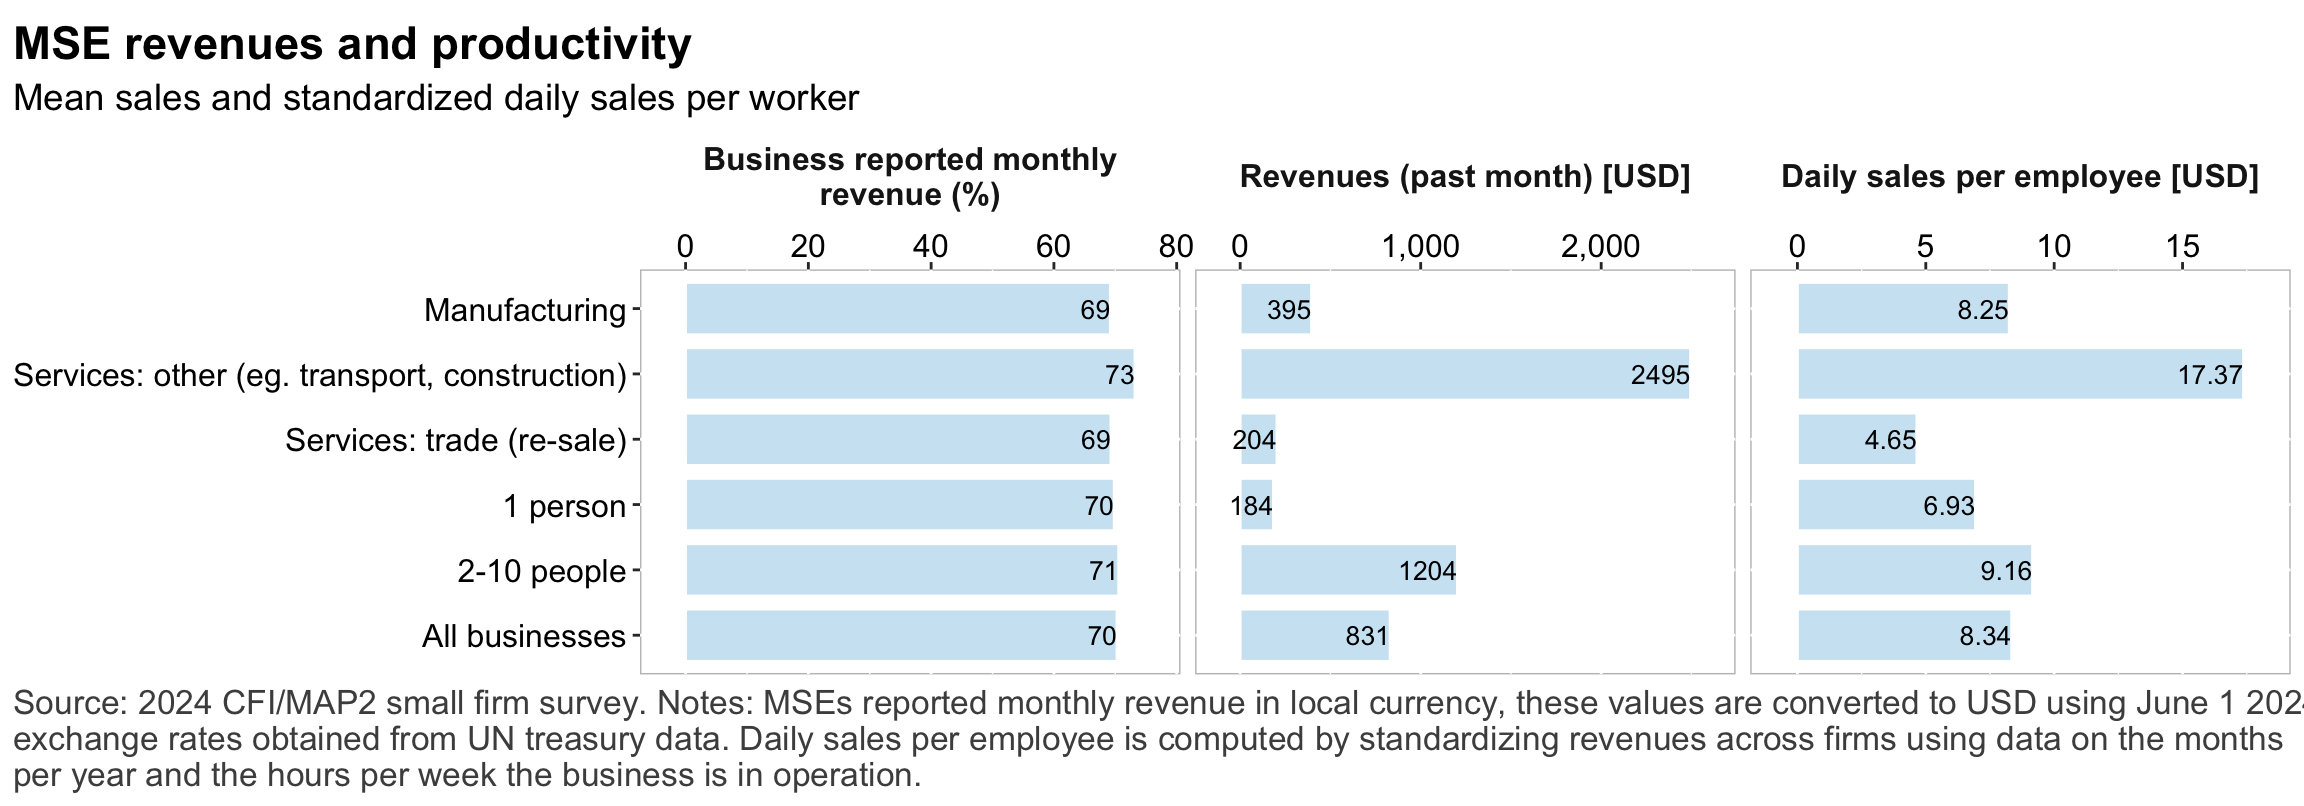 MSE revenues and productivity
Mean sales and standardized daily sales per worker
Business reported monthly
revenue (%)
Revenues (past month) [USD]
Daily sales per employee [USD]
0 20 40 60 80 0 1,000 2,000 0 5 10 15
Manufacturing 69 395 8.25
Services: other (eg. transport, construction) 73 2495 17.37
Services: trade (re-sale) 69 204 4.65
1 person 70 184 6.93
2-10 people 71 1204 9.16
All businesses 70 831 8.34
Source: 2024 CFI/MAP2 small firm survey. Notes: MSEs reported monthly revenue in local currency, these values are converted to USD using June 1 2024
exchange rates obtained from UN treasury data. Daily sales per employee is computed by standardizing revenues across firms using data on the months
per year and the hours per week the business is in operation.